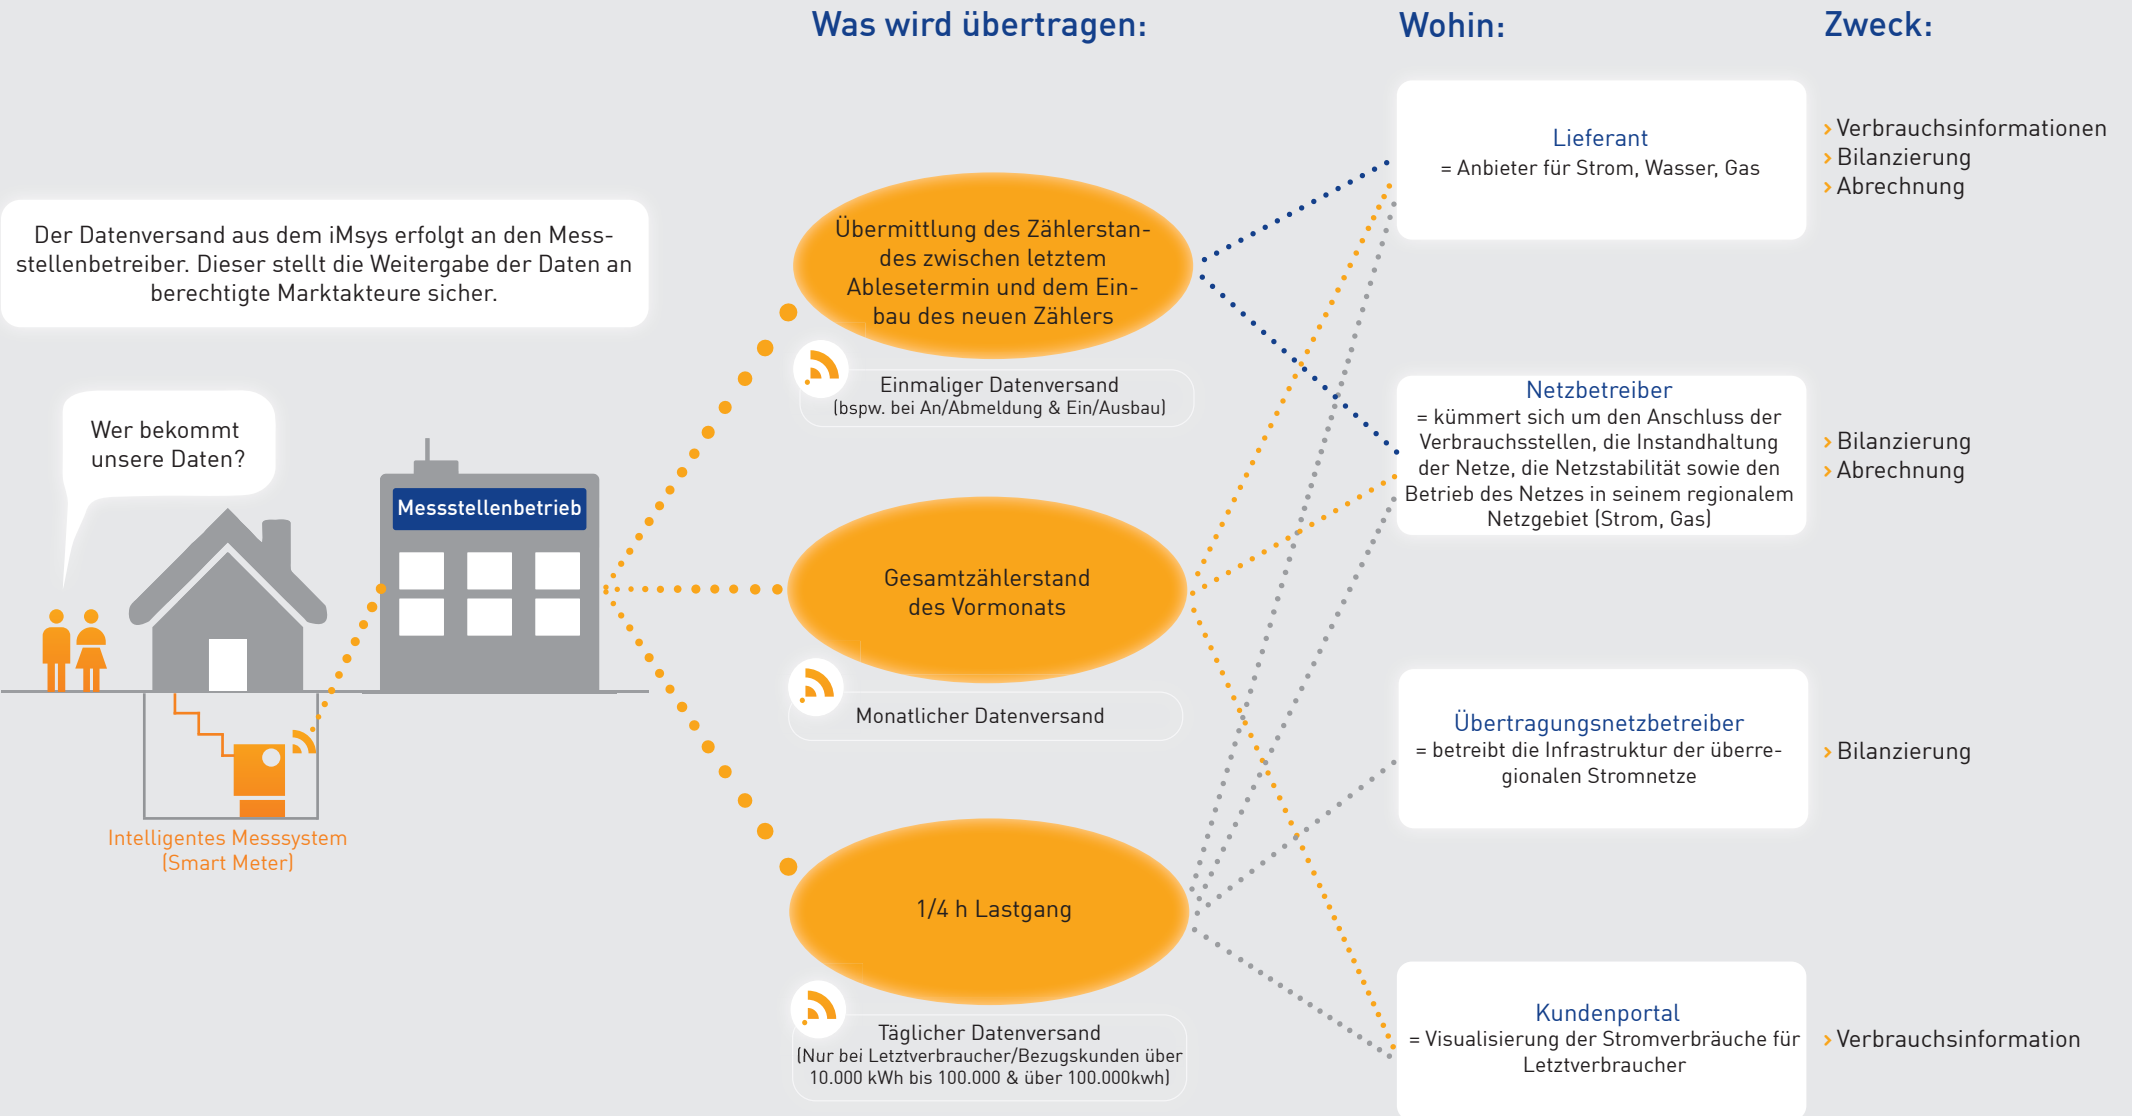 Was wird übertragen:
Wohin:
Zweck:
Der Datenversand aus dem iMsys erfolgt an den Mess-
stellenbetreiber. Dieser stellt die Weitergabe der Daten an
berechtigte Marktakteure sicher.
Wer bekommt
unsere Daten?
Messstellenbetrieb
Intelligentes Messsystem
(Smart Meter)
Übermittlung des Zählerstan-
des zwischen letztem
Ablesetermin und dem Ein-
bau des neuen Zählers
Einmaliger Datenversand
(bspw. bei An/Abmeldung & Ein/Ausbau)
Gesamtzählerstand
des Vormonats
Monatlicher Datenversand
1/4 h Lastgang
Täglicher Datenversand
(Nur bei Letztverbraucher/Bezugskunden über
10.000 kWh bis 100.000 & über 100.000kwh)
Lieferant
= Anbieter für Strom, Wasser, Gas
› Verbrauchsinformationen
› Bilanzierung
› Abrechnung
Netzbetreiber
= kümmert sich um den Anschluss der
Verbrauchsstellen, die Instandhaltung
der Netze, die Netzstabilität sowie den
Betrieb des Netzes in seinem regionalem
Netzgebiet (Strom, Gas)
› Bilanzierung
› Abrechnung
Übertragungsnetzbetreiber
= betreibt die Infrastruktur der überre-
gionalen Stromnetze
› Bilanzierung
Kundenportal
= Visualisierung der Stromverbräuche für
Letztverbraucher
› Verbrauchsinformation